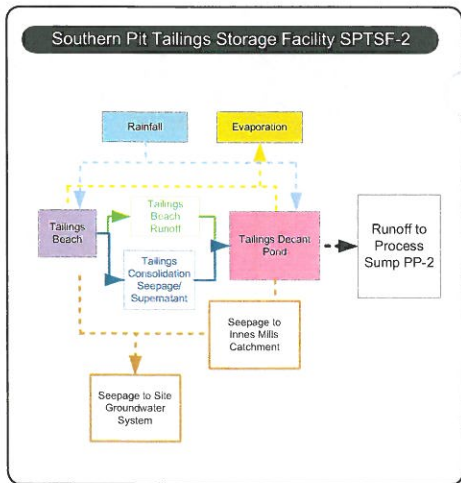 Southern Pit Tailings Storage Facility SPTSF-2
Rainfall
Evaporation
Tailings
Beach
Tailings
Beach
Runoff
Tailings
Consolidation
Seepage/
Supernatant
Tailings Decant
Pond
Runoff to
Process
Sump PP-2
Seepage to
Innes Mills
Catchment
Seepage to Site
Groundwater
System